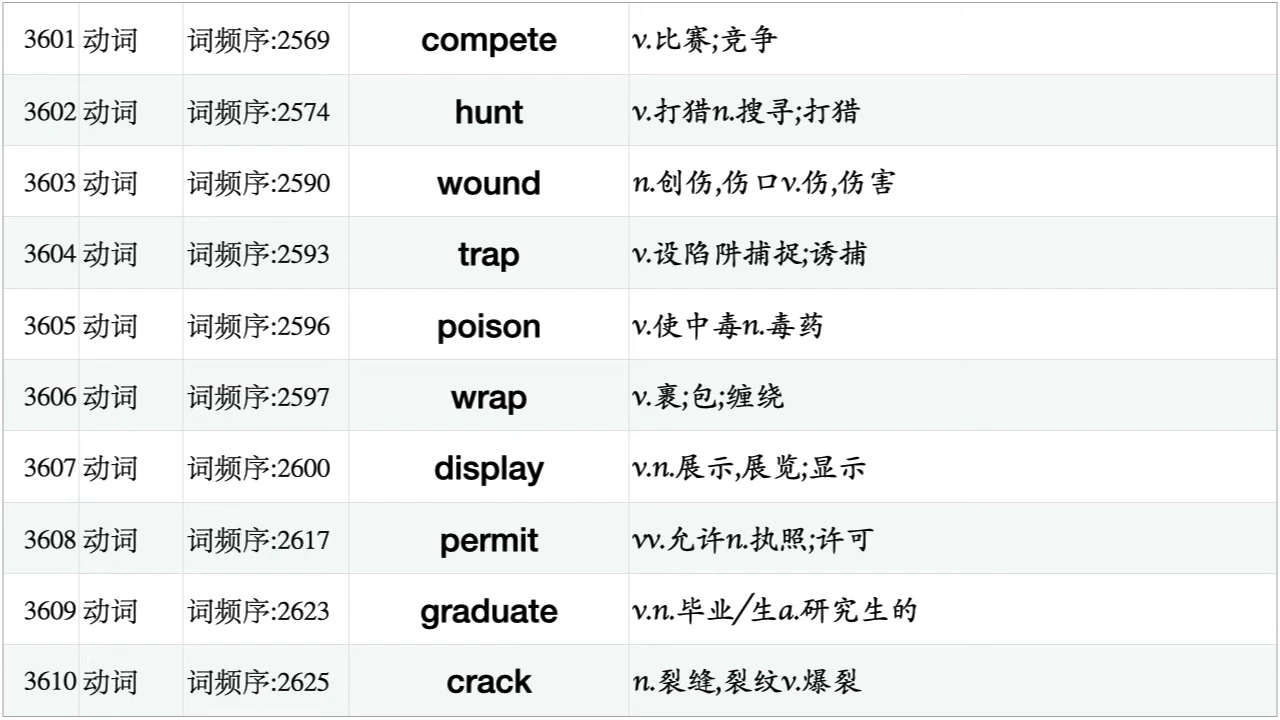 3601 动词 词频序:2569 compete v.比赛;竞争
3602 动词 词频序:2574 hunt v.打猎n.搜寻;打猎
3603 动词 词频序:2590 wound n.创伤,伤口v.伤,伤害
3604 动词 词频序:2593 trap v.设陷阱捕捉;诱捕
3605 动词 词频序:2596 poison v.使中毒n.毒药
3606 动词 词频序:2597 wrap v.裹;包;缠绕
3607 动词 词频序:2600 display v.n.展示,展览;显示
3608 动词 词频序:2617 permit vv.允许n.执照;许可
3609 动词 词频序:2623 graduate v.n.毕业/生a.研究生的
3610 动词 词频序:2625 crack n.裂缝,裂纹v.爆裂